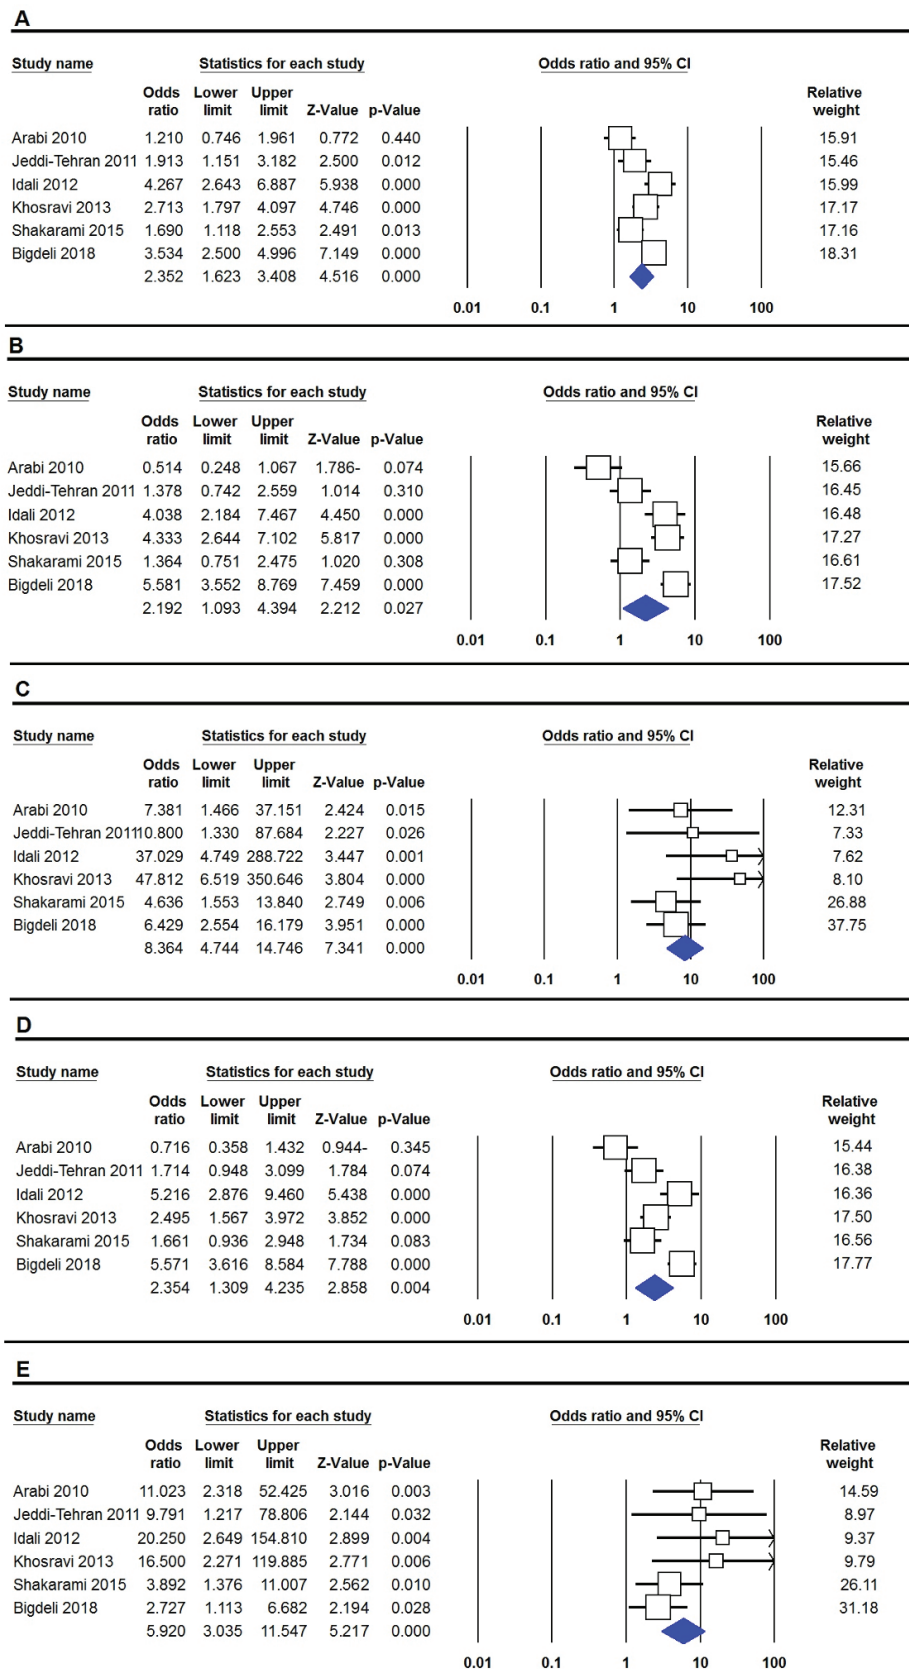 A
Study name Statistics for each study Odds ratio and 95% CI
Odds Lower Upper Relative
ratio limit limit Z-Value p-Value weight
Arabi 2010 1.210 0.746 1.961 0.772 0.440 15.91
Jeddi-Tehran 2011 1.913 1.151 3.182 2.500 0.012 15.46
Idali 2012 4.267 2.643 6.887 5.938 0.000 15.99
Khosravi 2013 2.713 1.797 4.097 4.746 0.000 17.17
Shakarami 2015 1.690 1.118 2.553 2.491 0.013 17.16
Bigdeli 2018 3.534 2.500 4.996 7.149 0.000 18.31
2.352 1.623 3.408 4.516 0.000
0.01 0.1 1 10 100
B
Study name Statistics for each study Odds ratio and 95% CI
Odds Lower Upper Relative
ratio limit limit Z-Value p-Value weight
Arabi 2010 0.514 0.248 1.067 1.786- 0.074 15.66
Jeddi-Tehran 2011 1.378 0.742 2.559 1.014 0.310 16.45
Idali 2012 4.038 2.184 7.467 4.450 0.000 16.48
Khosravi 2013 4.333 2.644 7.102 5.817 0.000 17.27
Shakarami 2015 1.364 0.751 2.475 1.020 0.308 16.61
Bigdeli 2018 5.581 3.552 8.769 7.459 0.000 17.52
2.192 1.093 4.394 2.212 0.027
0.01 0.1 1 10 100
C
Study name Statistics for each study Odds ratio and 95% CI
Odds Lower Upper Relative
ratio limit limit Z-Value p-Value weight
Arabi 2010 7.381 1.466 37.151 2.424 0.015 12.31
Jeddi-Tehran 2011 10.800 1.330 87.684 2.227 0.026 7.33
Idali 2012 37.029 4.749 288.722 3.447 0.001 7.62
Khosravi 2013 47.812 6.519 350.646 3.804 0.000 8.10
Shakarami 2015 4.636 1.553 13.840 2.749 0.006 26.88
Bigdeli 2018 6.429 2.554 16.179 3.951 0.000 37.75
8.364 4.744 14.746 7.341 0.000
0.01 0.1 1 10 100
D
Study name Statistics for each study Odds ratio and 95% CI
Odds Lower Upper Relative
ratio limit limit Z-Value p-Value weight
Arabi 2010 0.716 0.358 1.432 0.944- 0.345 15.44
Jeddi-Tehran 2011 1.714 0.948 3.099 1.784 0.074 16.38
Idali 2012 5.216 2.876 9.460 5.438 0.000 16.36
Khosravi 2013 2.495 1.567 3.972 3.852 0.000 17.50
Shakarami 2015 1.661 0.936 2.948 1.734 0.083 16.56
Bigdeli 2018 5.571 3.616 8.584 7.788 0.000 17.77
2.354 1.309 4.235 2.858 0.004
0.01 0.1 1 10 100
E
Study name Statistics for each study Odds ratio and 95% CI
Odds Lower Upper Relative
ratio limit limit Z-Value p-Value weight
Arabi 2010 11.023 2.318 52.425 3.016 0.003 14.59
Jeddi-Tehran 2011 9.791 1.217 78.806 2.144 0.032 8.97
Idali 2012 20.250 2.649 154.810 2.899 0.004 9.37
Khosravi 2013 16.500 2.271 119.885 2.771 0.006 9.79
Shakarami 2015 3.892 1.376 11.007 2.562 0.010 26.11
Bigdeli 2018 2.727 1.113 6.682 2.194 0.028 31.18
5.920 3.035 11.547 5.217 0.000
0.01 0.1 1 10 100